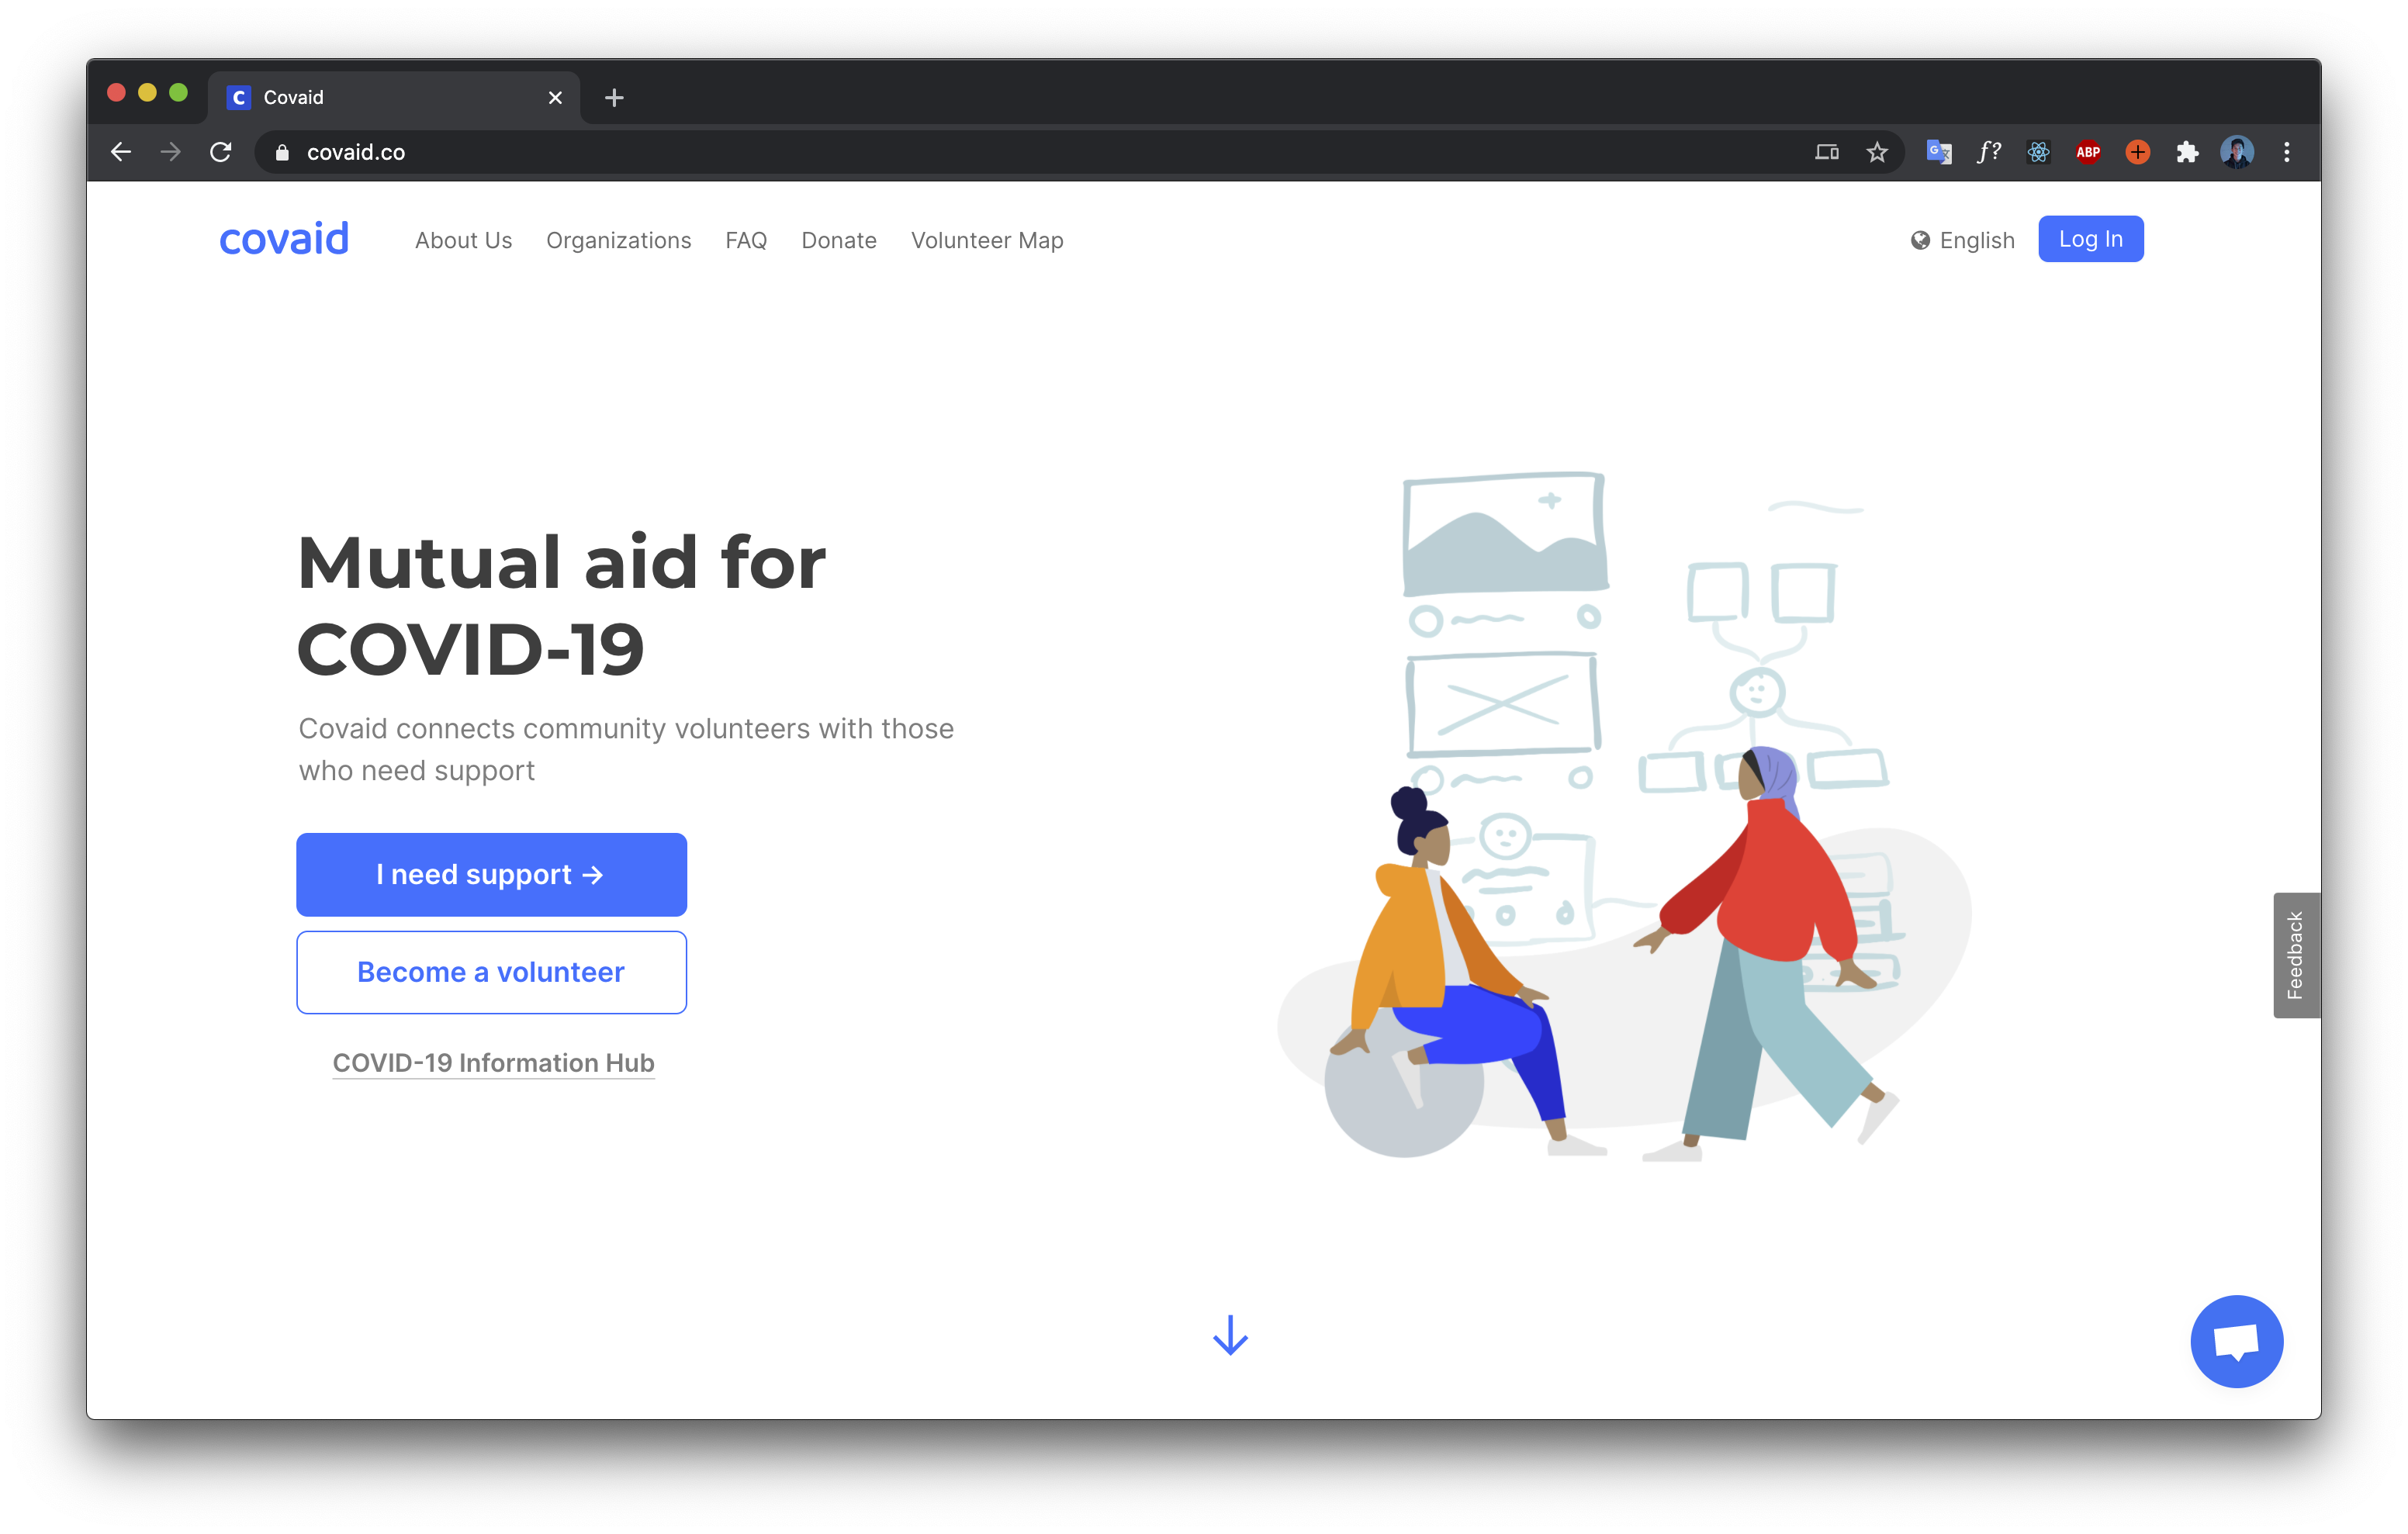 Covaid
covaid.co
f?
ABP
covaid
About Us
Organizations
FAQ
Donate
Volunteer Map
English
Log In
Mutual aid for
COVID-19
Covaid connects community volunteers with those
who need support
I need support →
Become a volunteer
COVID-19 Information Hub
Feedback